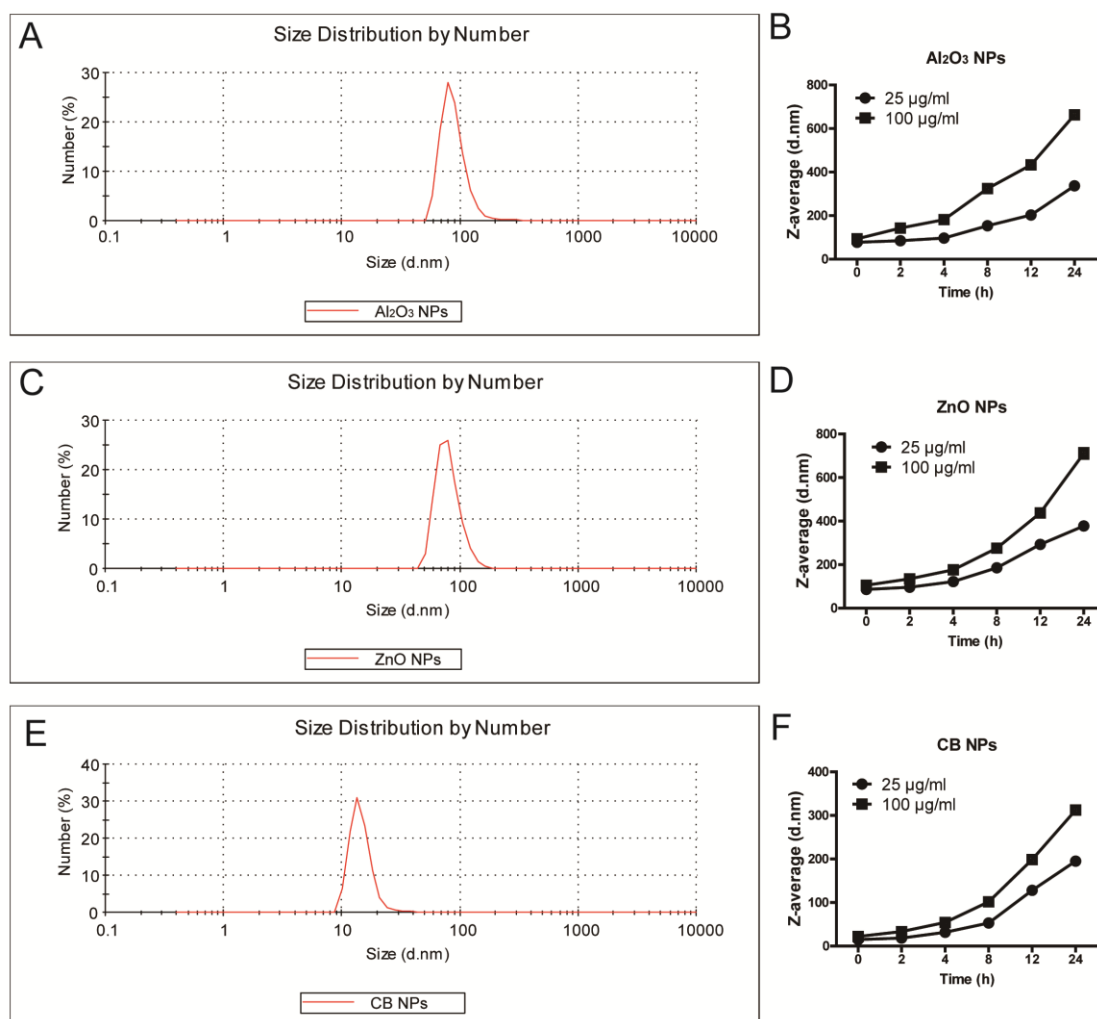 A
Size Distribution by Number
Number (%)
30
20
10
0
0.1 1 10 100 1000 10000
Size (d.nm)
Al₂O₃ NPs
B
Al₂O₃ NPs
25 µg/ml
100 µg/ml
Z-average (d.nm)
800
600
400
200
0
0 2 4 8 12 24
Time (h)
C
Size Distribution by Number
Number (%)
30
20
10
0
0.1 1 10 100 1000 10000
Size (d.nm)
ZnO NPs
D
ZnO NPs
25 µg/ml
100 µg/ml
Z-average (d.nm)
800
600
400
200
0
0 2 4 8 12 24
Time (h)
E
Size Distribution by Number
Number (%)
40
30
20
10
0
0.1 1 10 100 1000 10000
Size (d.nm)
CB NPs
F
CB NPs
25 µg/ml
100 µg/ml
Z-average (d.nm)
400
300
200
100
0
0 2 4 8 12 24
Time (h)